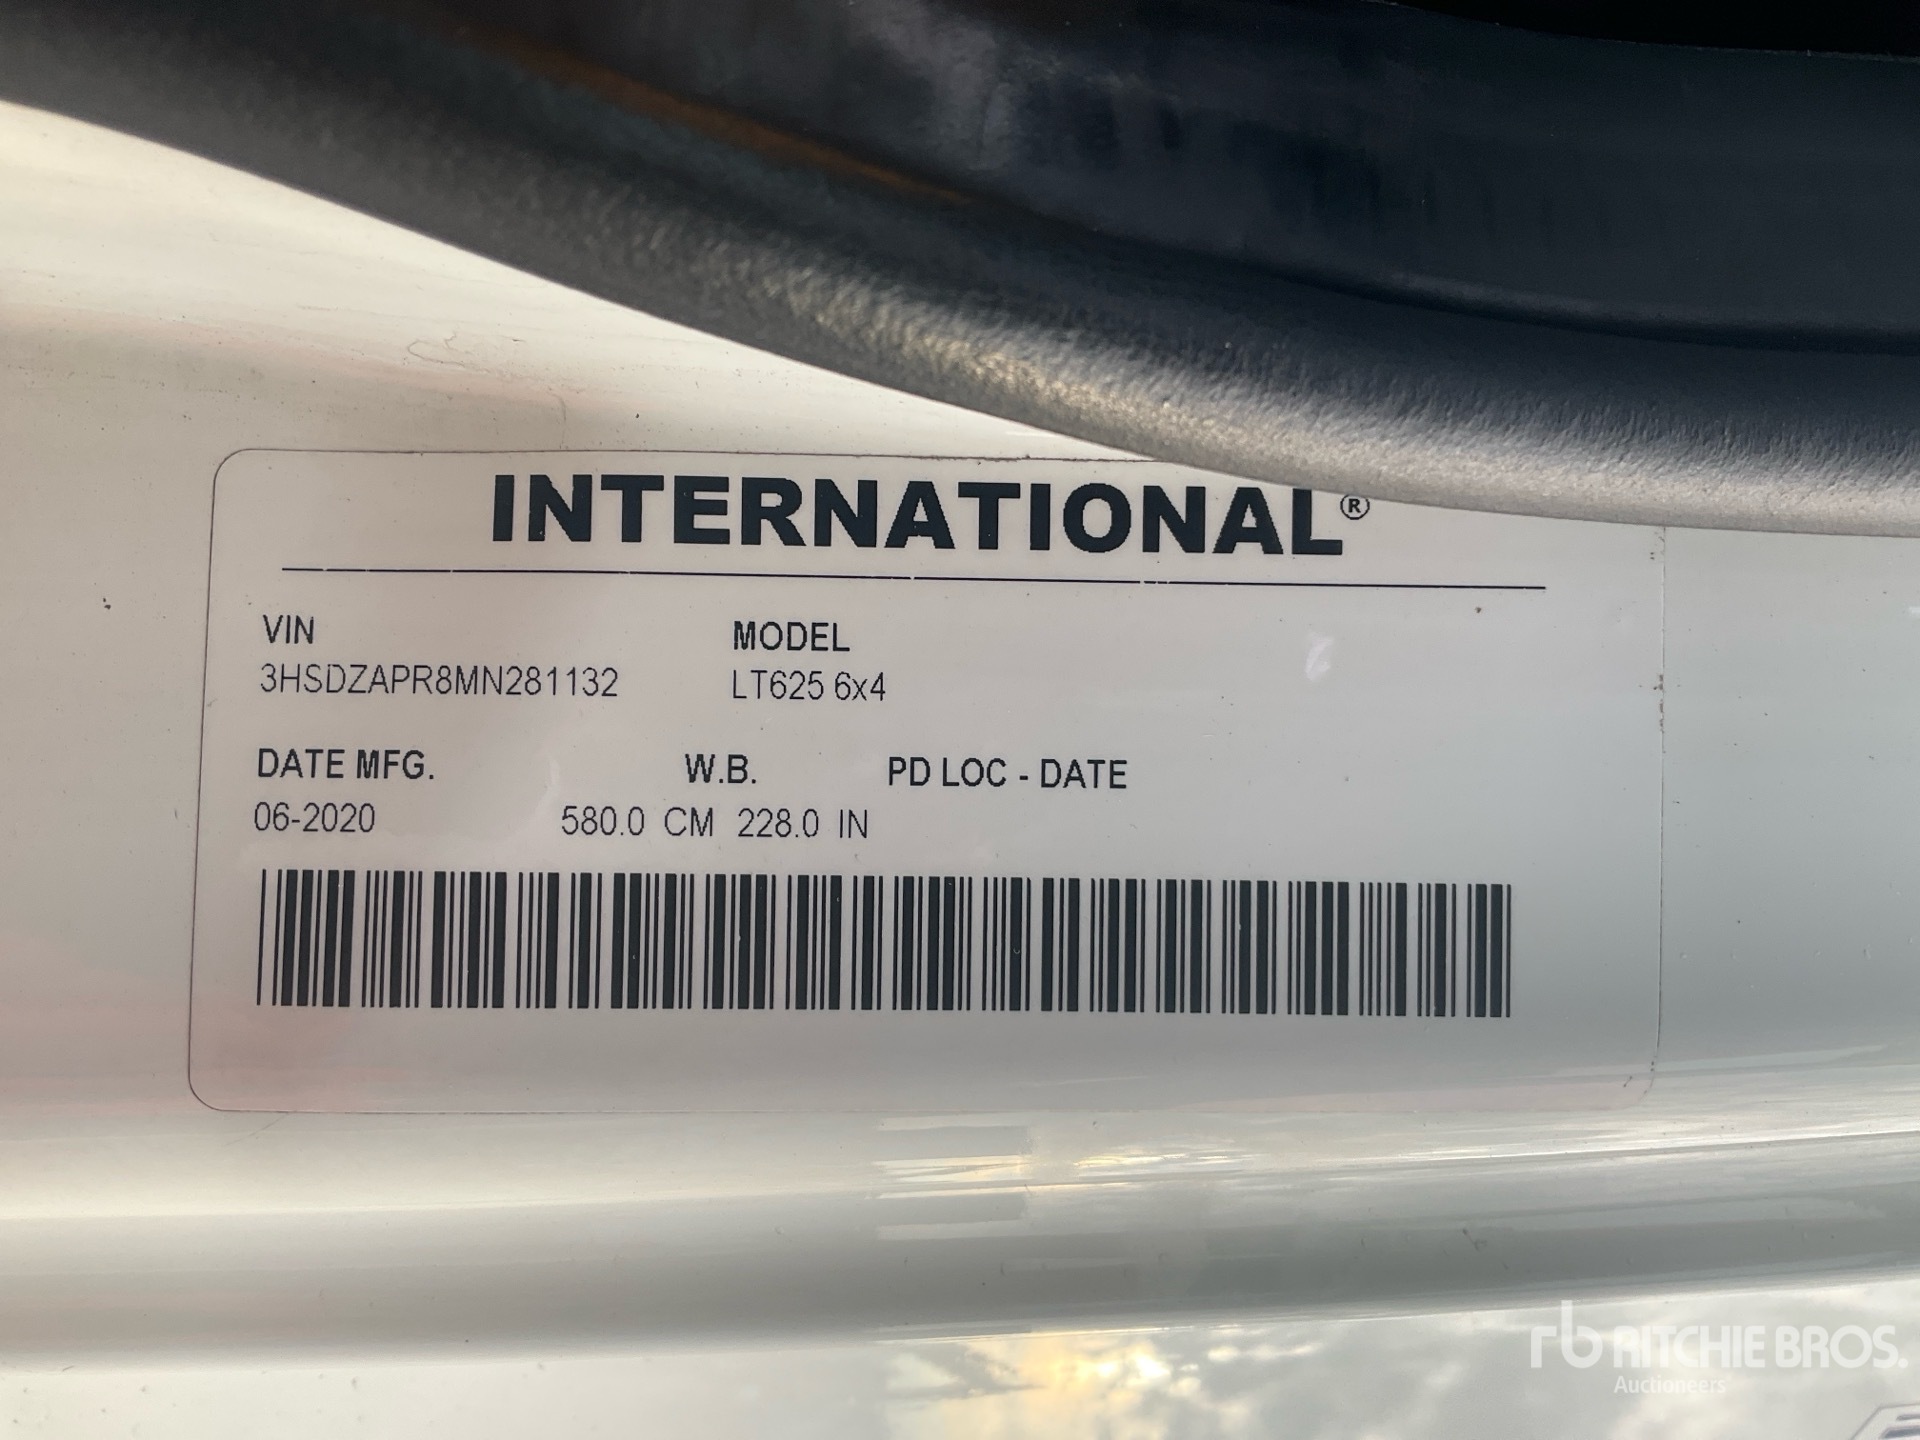 INTERNATIONAL®
VIN MODEL
3HSDZAPR8MN281132 LT625 6x4
DATE MFG. W.B. PD LOC - DATE
06-2020 580.0 CM 228.0 IN
rb RITCHIE BROS.
Auctioneers